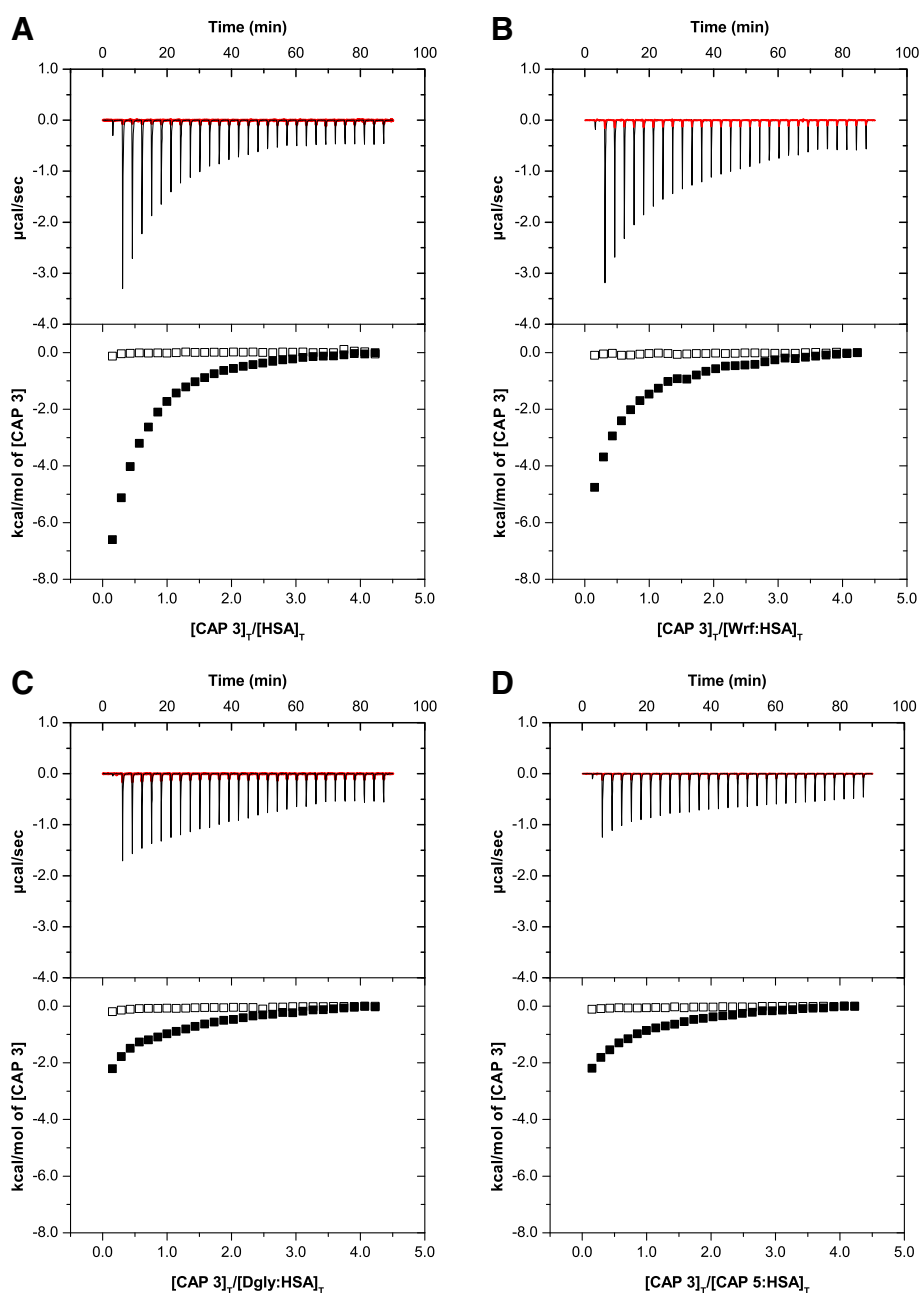 A
Time (min)
0 20 40 60 80 100
1.0
0.0
-1.0
-2.0
-3.0
-4.0
µcal/sec
0.0
-2.0
-4.0
-6.0
-8.0
kcal/mol of [CAP 3]
0.0 1.0 2.0 3.0 4.0 5.0
[CAP 3]T/[HSA]T
B
Time (min)
0 20 40 60 80 100
1.0
0.0
-1.0
-2.0
-3.0
-4.0
µcal/sec
0.0
-2.0
-4.0
-6.0
-8.0
kcal/mol of [CAP 3]
0.0 1.0 2.0 3.0 4.0 5.0
[CAP 3]T/[Wrf:HSA]T
C
Time (min)
0 20 40 60 80 100
1.0
0.0
-1.0
-2.0
-3.0
-4.0
µcal/sec
0.0
-2.0
-4.0
-6.0
-8.0
kcal/mol of [CAP 3]
0.0 1.0 2.0 3.0 4.0 5.0
[CAP 3]T/[Dgly:HSA]T
D
Time (min)
0 20 40 60 80 100
1.0
0.0
-1.0
-2.0
-3.0
-4.0
µcal/sec
0.0
-2.0
-4.0
-6.0
-8.0
kcal/mol of [CAP 3]
0.0 1.0 2.0 3.0 4.0 5.0
[CAP 3]T/[CAP 5:HSA]T